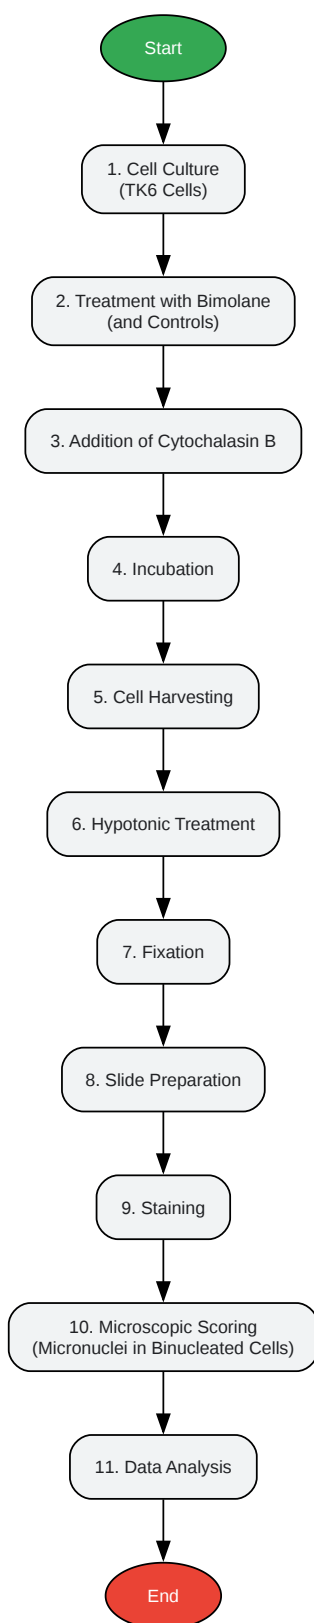 Start
1. Cell Culture
(TK6 Cells)
2. Treatment with Bimolane
(and Controls)
3. Addition of Cytochalasin B
4. Incubation
5. Cell Harvesting
6. Hypotonic Treatment
7. Fixation
8. Slide Preparation
9. Staining
10. Microscopic Scoring
(Micronuclei in Binucleated Cells)
11. Data Analysis
End